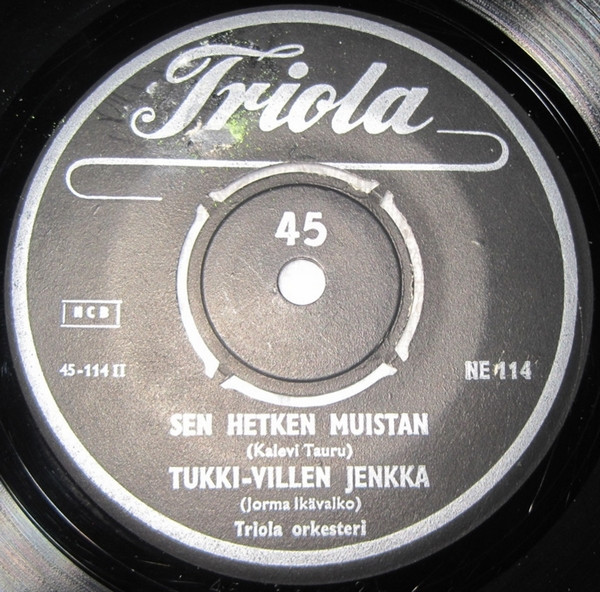 Triola
45
NCB
45-114 II
NE 114
SEN HETKEN MUISTAN
(Kalevi Tauru)
TUKKI-VILLEN JENKKA
(Jorma Ikävalko)
Triola orkesteri